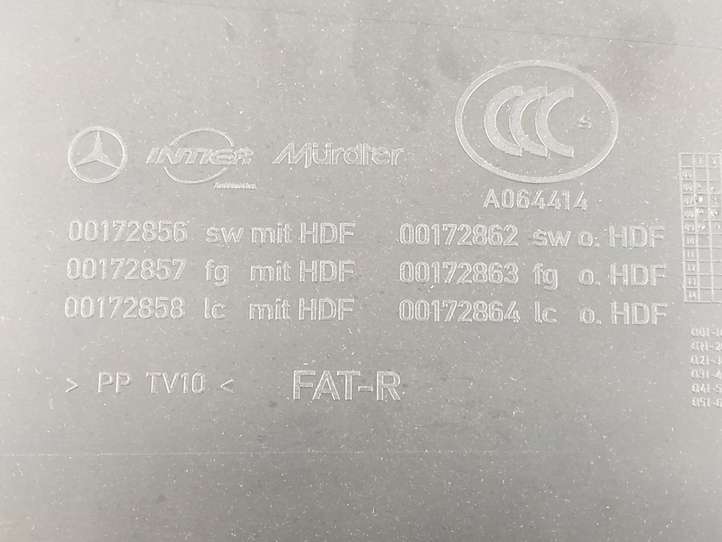 INTIER Mürdter
CCC S
A064414
00172856 sw mit HDF 00172862 sw o. HDF
00172857 fg mit HDF 00172863 fg o. HDF
00172858 lc mit HDF 00172864 lc o. HDF
> PP TV10 < FAT-R